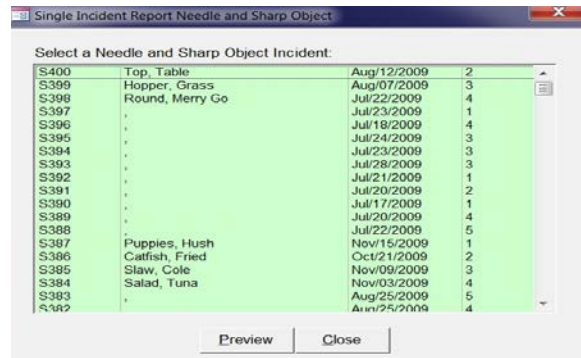 Single Incident Report Needle and Sharp Object
Select a Needle and Sharp Object Incident:
S400 Top, Table Aug/12/2009 2
S399 Hopper, Grass Aug/07/2009 3
S398 Round, Merry Go Jul/22/2009 4
S397 , Jul/23/2009 1
S396 , Jul/18/2009 4
S395 , Jul/24/2009 3
S394 , Jul/23/2009 3
S393 , Jul/28/2009 3
S392 , Jul/21/2009 1
S391 , Jul/20/2009 2
S390 , Jul/17/2009 1
S389 , Jul/20/2009 4
S388 , Jul/22/2009 5
S387 Puppies, Hush Nov/15/2009 1
S386 Catfish, Fried Oct/21/2009 2
S385 Slaw, Cole Nov/09/2009 3
S384 Salad, Tuna Nov/03/2009 4
S383 , Aug/25/2009 5
S382 Aug/25/2009 4
Preview Close